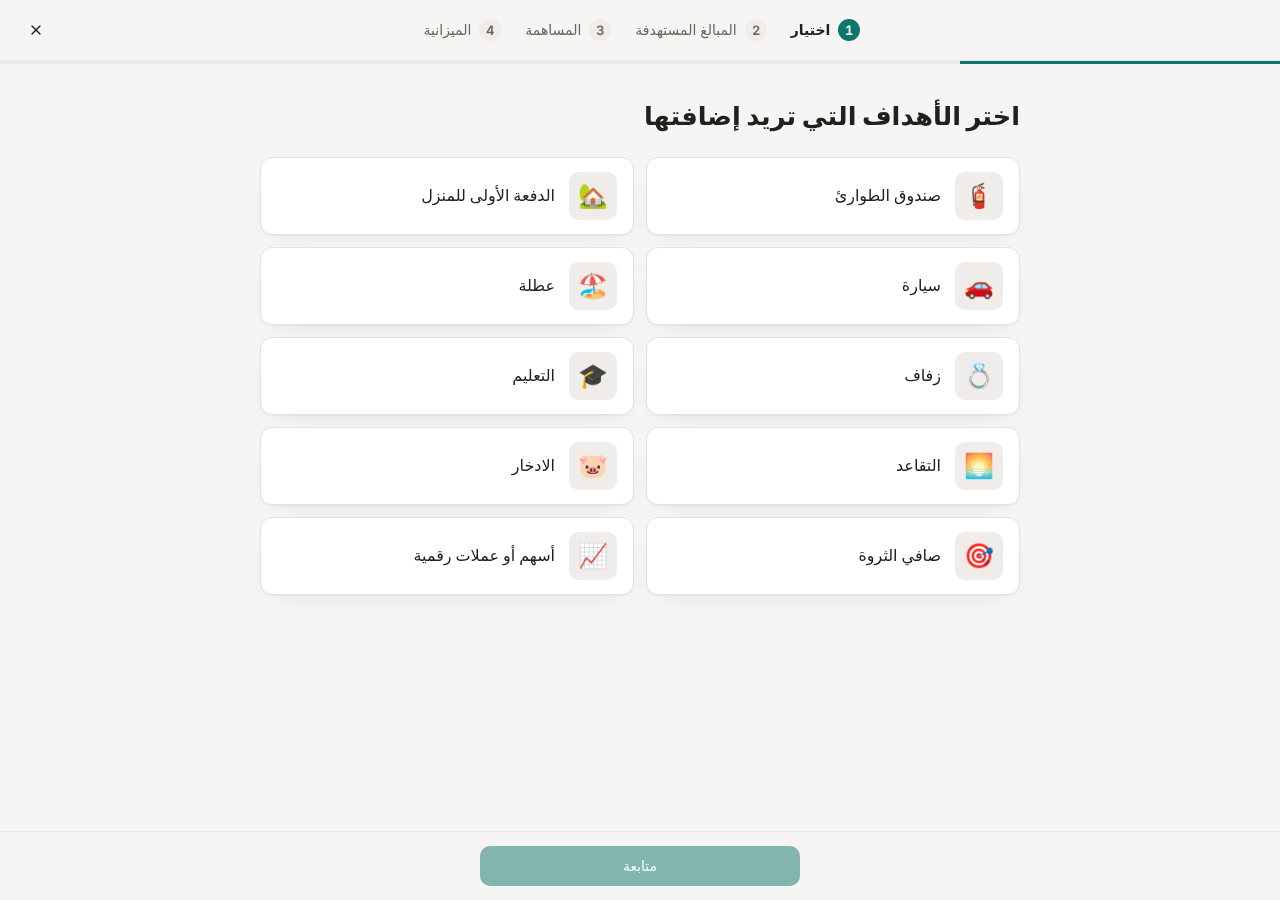 1 اختيار
2 المبالغ المستهدفة
3 المساهمة
4 الميزانية
اختر الأهداف التي تريد إضافتها
صندوق الطوارئ
الدفعة الأولى للمنزل
سيارة
عطلة
زفاف
التعليم
التقاعد
الادخار
صافي الثروة
أسهم أو عملات رقمية
متابعة